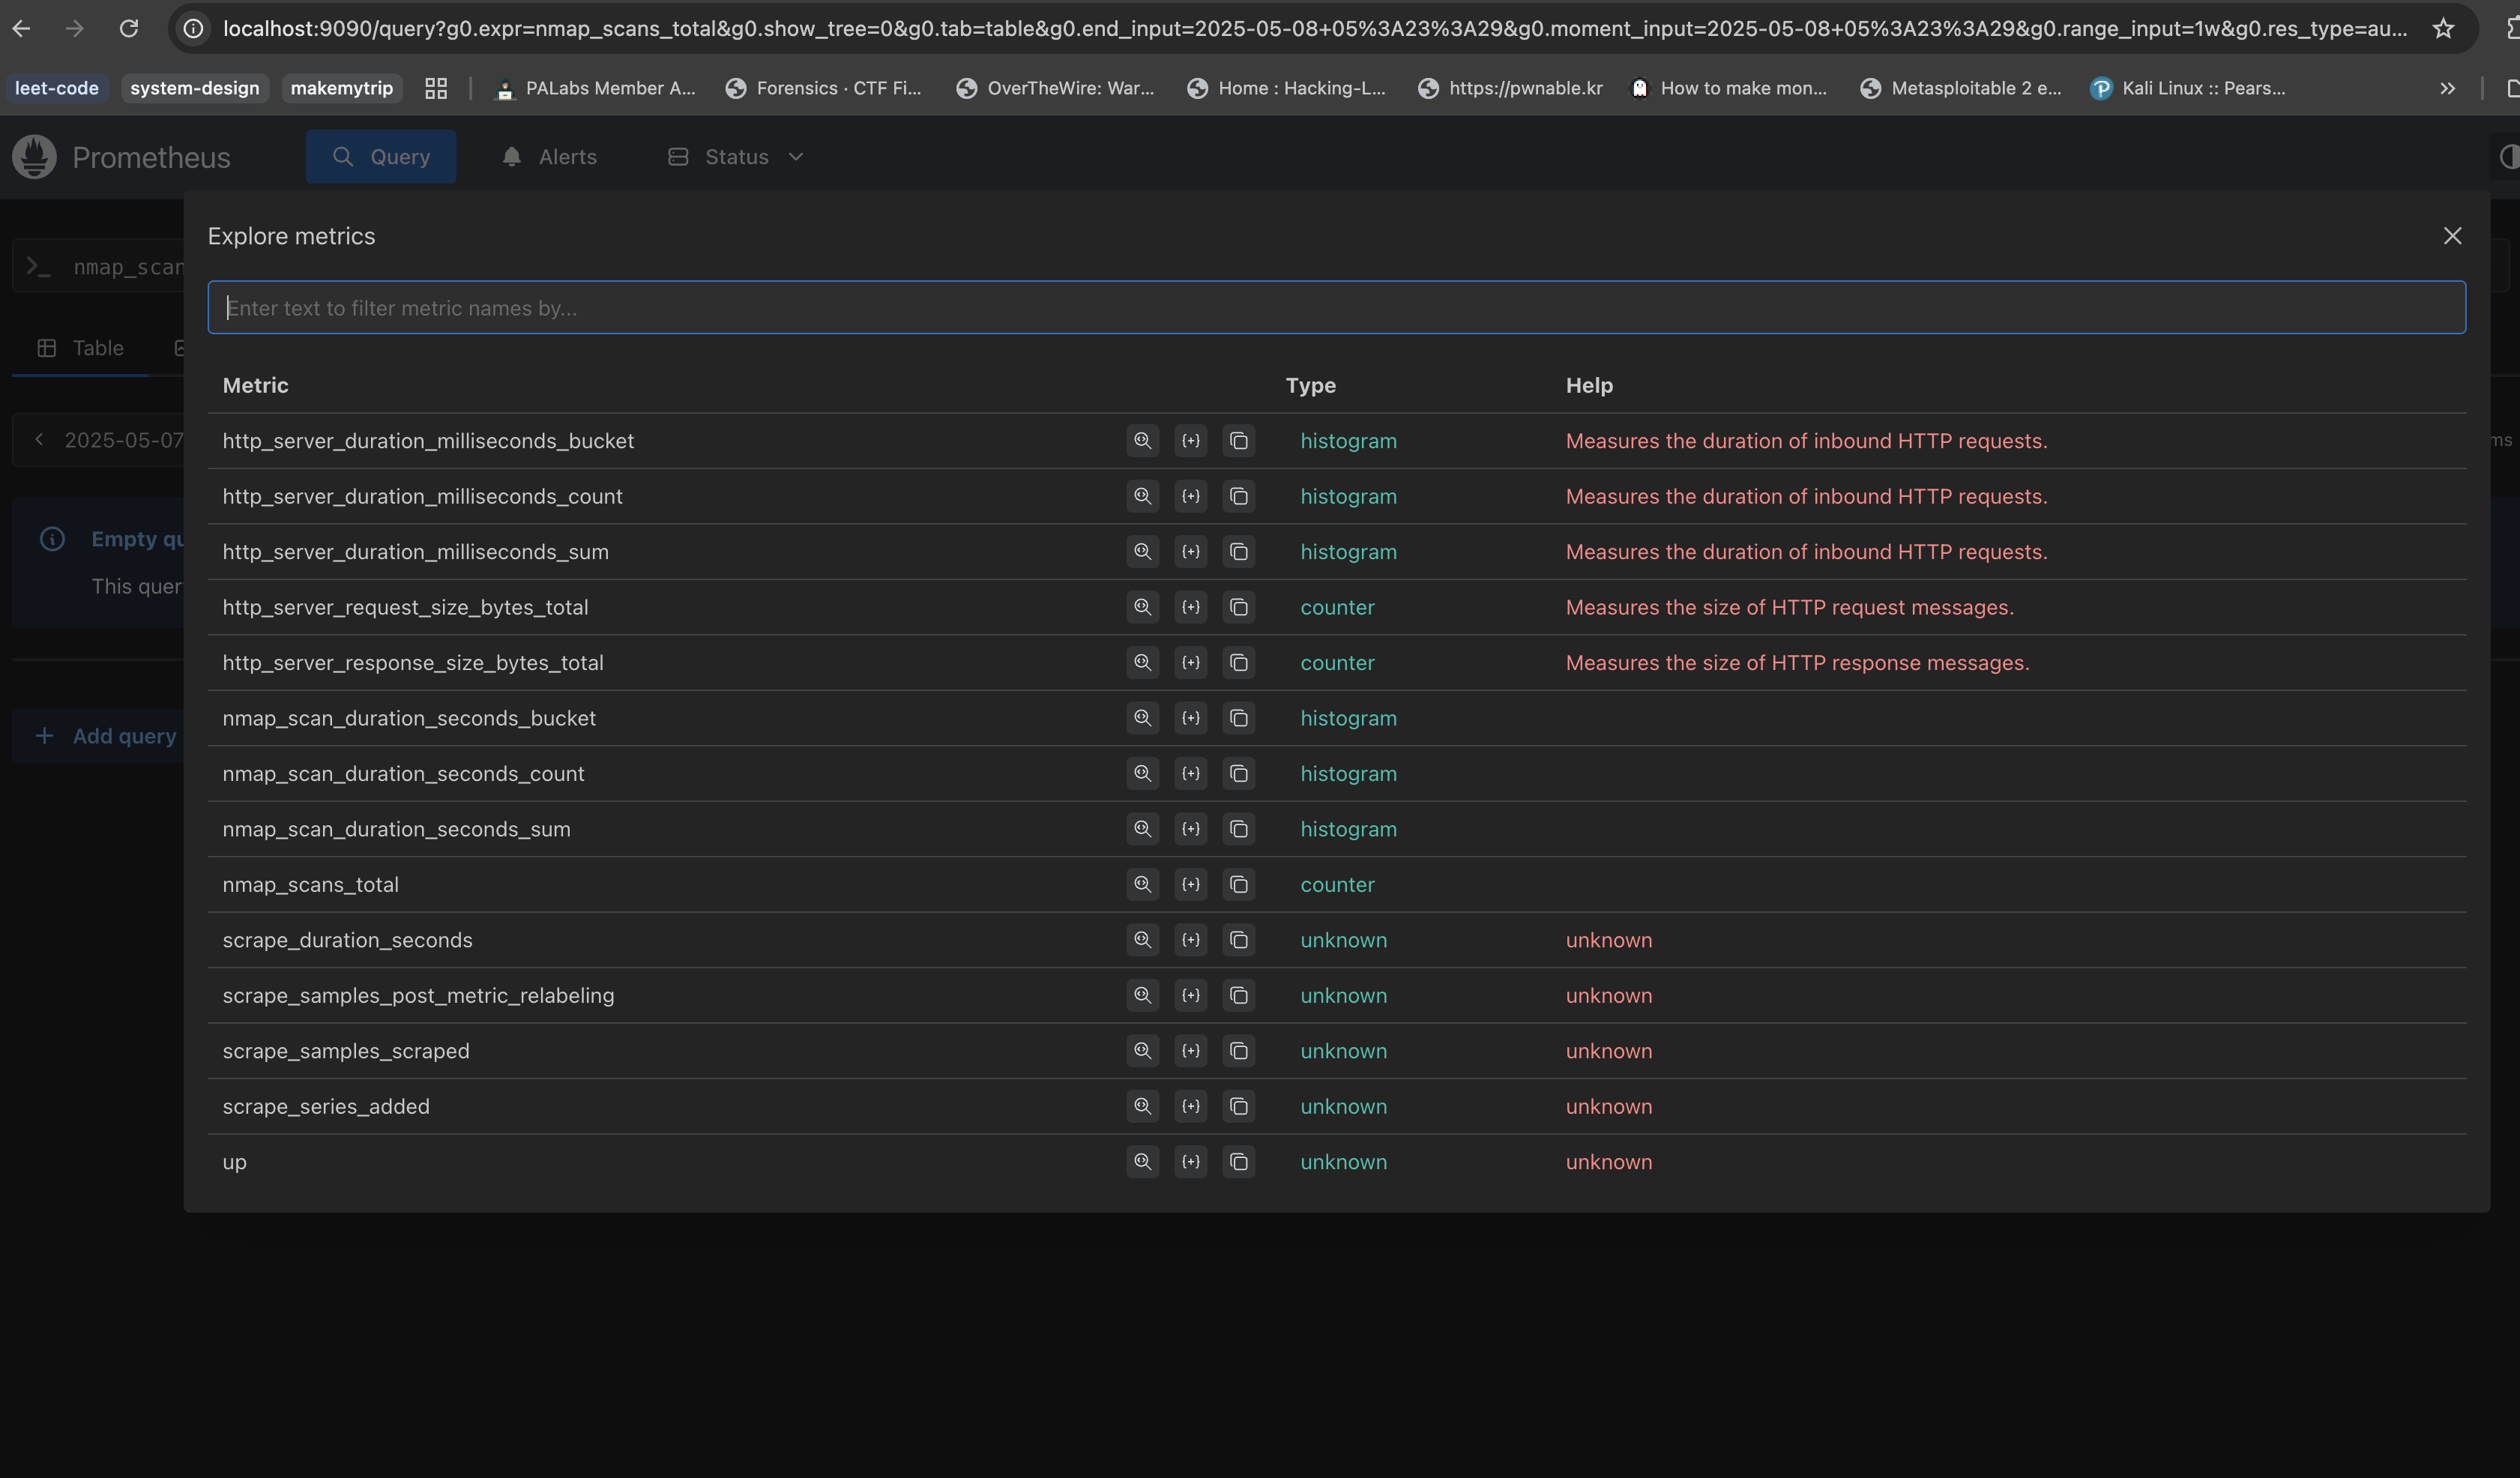 localhost:9090/query?g0.expr=nmap_scans_total&g0.show_tree=0&g0.tab=table&g0.end_input=2025-05-08+05%3A23%3A29&g0.moment_input=2025-05-08+05%3A23%3A29&g0.range_input=1w&g0.res_type=au...
leet-code system-design makemytrip PALabs Member A... Forensics · CTF Fi... OverTheWire: War... Home : Hacking-L... https://pwnable.kr How to make mon... Metasploitable 2 e... Kali Linux :: Pears...
Prometheus Query Alerts Status
Explore metrics
nmap_scan
Enter text to filter metric names by...
Table
Metric Type Help
2025-05-07 ms
http_server_duration_milliseconds_bucket {+} histogram Measures the duration of inbound HTTP requests.
http_server_duration_milliseconds_count {+} histogram Measures the duration of inbound HTTP requests.
Empty qu
http_server_duration_milliseconds_sum {+} histogram Measures the duration of inbound HTTP requests.
This quer
http_server_request_size_bytes_total {+} counter Measures the size of HTTP request messages.
http_server_response_size_bytes_total {+} counter Measures the size of HTTP response messages.
nmap_scan_duration_seconds_bucket {+} histogram
Add query
nmap_scan_duration_seconds_count {+} histogram
nmap_scan_duration_seconds_sum {+} histogram
nmap_scans_total {+} counter
scrape_duration_seconds {+} unknown unknown
scrape_samples_post_metric_relabeling {+} unknown unknown
scrape_samples_scraped {+} unknown unknown
scrape_series_added {+} unknown unknown
up {+} unknown unknown